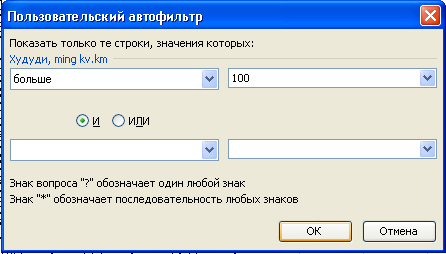 Пользовательский автофильтр
Показать только те строки, значения которых:
Худуди, ming kv.km
больше 100
И ИЛИ
Знак вопроса "?" обозначает один любой знак
Знак "*" обозначает последовательность любых знаков
ОК Отмена